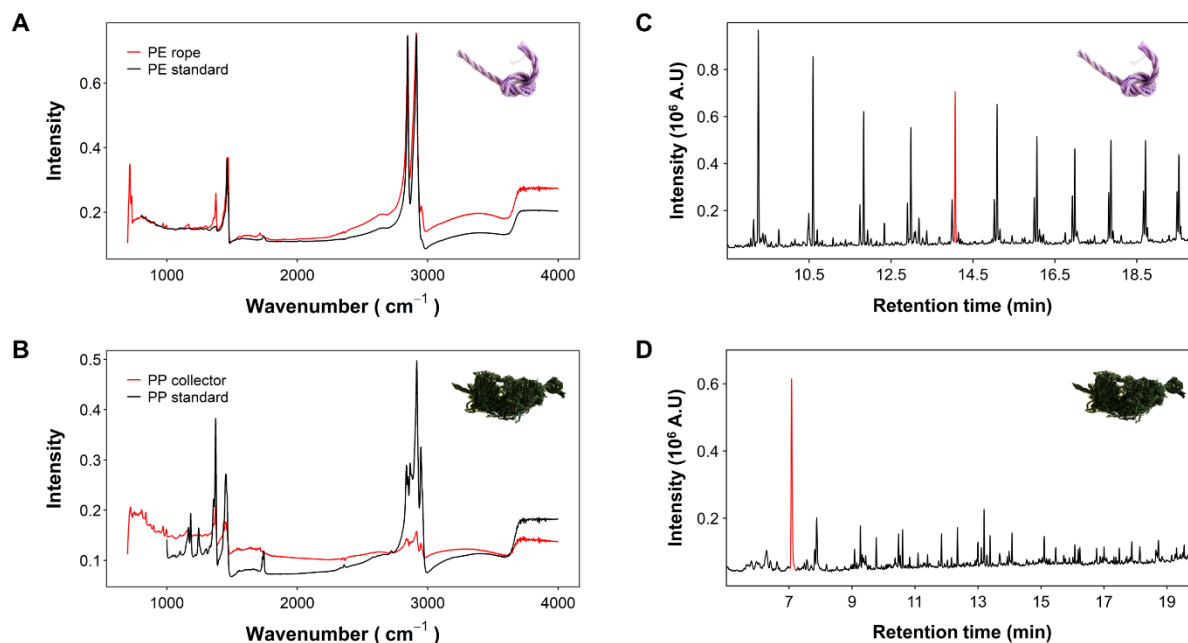 A
PE rope
PE standard
Intensity
0.6
0.4
0.2
1000 2000 3000 4000
Wavenumber ( cm⁻¹ )
B
PP collector
PP standard
Intensity
0.5
0.4
0.3
0.2
0.1
1000 2000 3000 4000
Wavenumber ( cm⁻¹ )
C
Intensity (10⁶ A.U)
0.8
0.6
0.4
0.2
10.5 12.5 14.5 16.5 18.5
Retention time (min)
D
Intensity (10⁶ A.U)
0.6
0.4
0.2
7 9 11 13 15 17 19
Retention time (min)